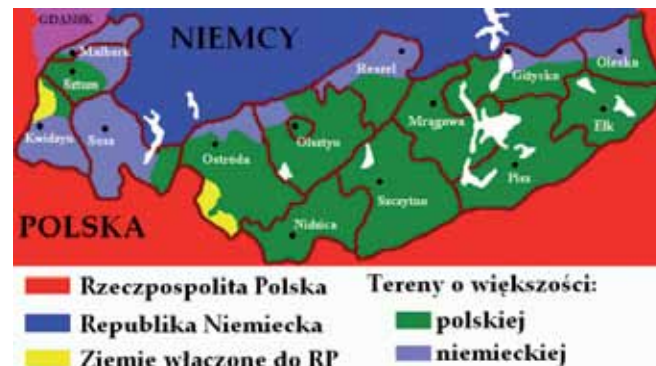 GDAŃSK
NIEMCY
Malbork
Sztum
Reszel
Giżycko
Olecko
Kwidzyn
Susz
Ostróda
Olsztyn
Mrągowo
Ełk
Pisz
Szczytno
Nidzica
POLSKA
Rzeczpospolita Polska
Republika Niemiecka
Ziemie włączone do RP
Tereny o większości:
polskiej
niemieckiej